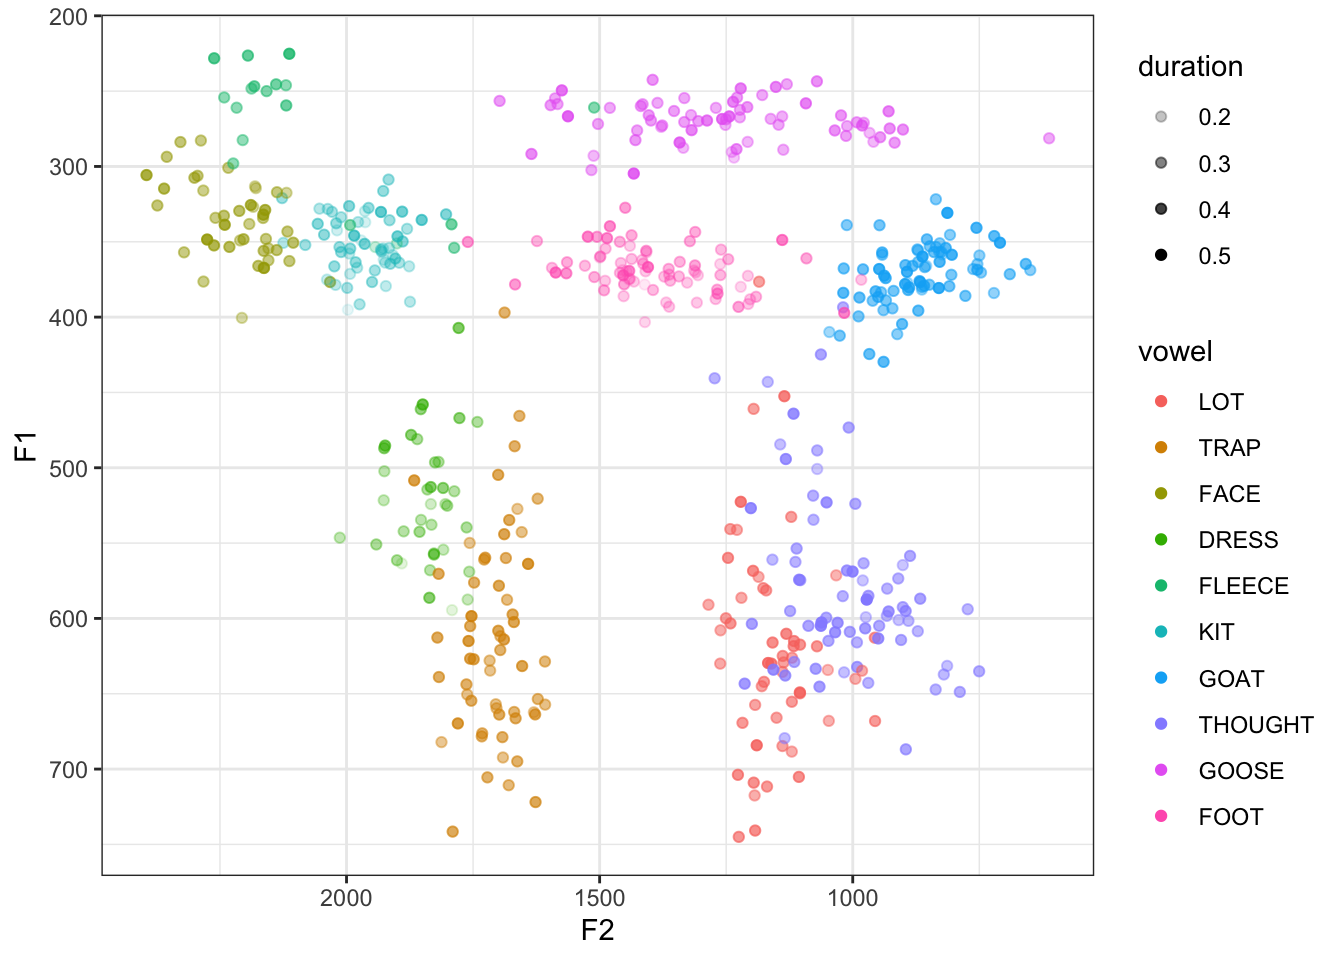 200
300
400
500
600
700
F1
2000
1500
1000
F2
duration
0.2
0.3
0.4
0.5
vowel
LOT
TRAP
FACE
DRESS
FLEECE
KIT
GOAT
THOUGHT
GOOSE
FOOT